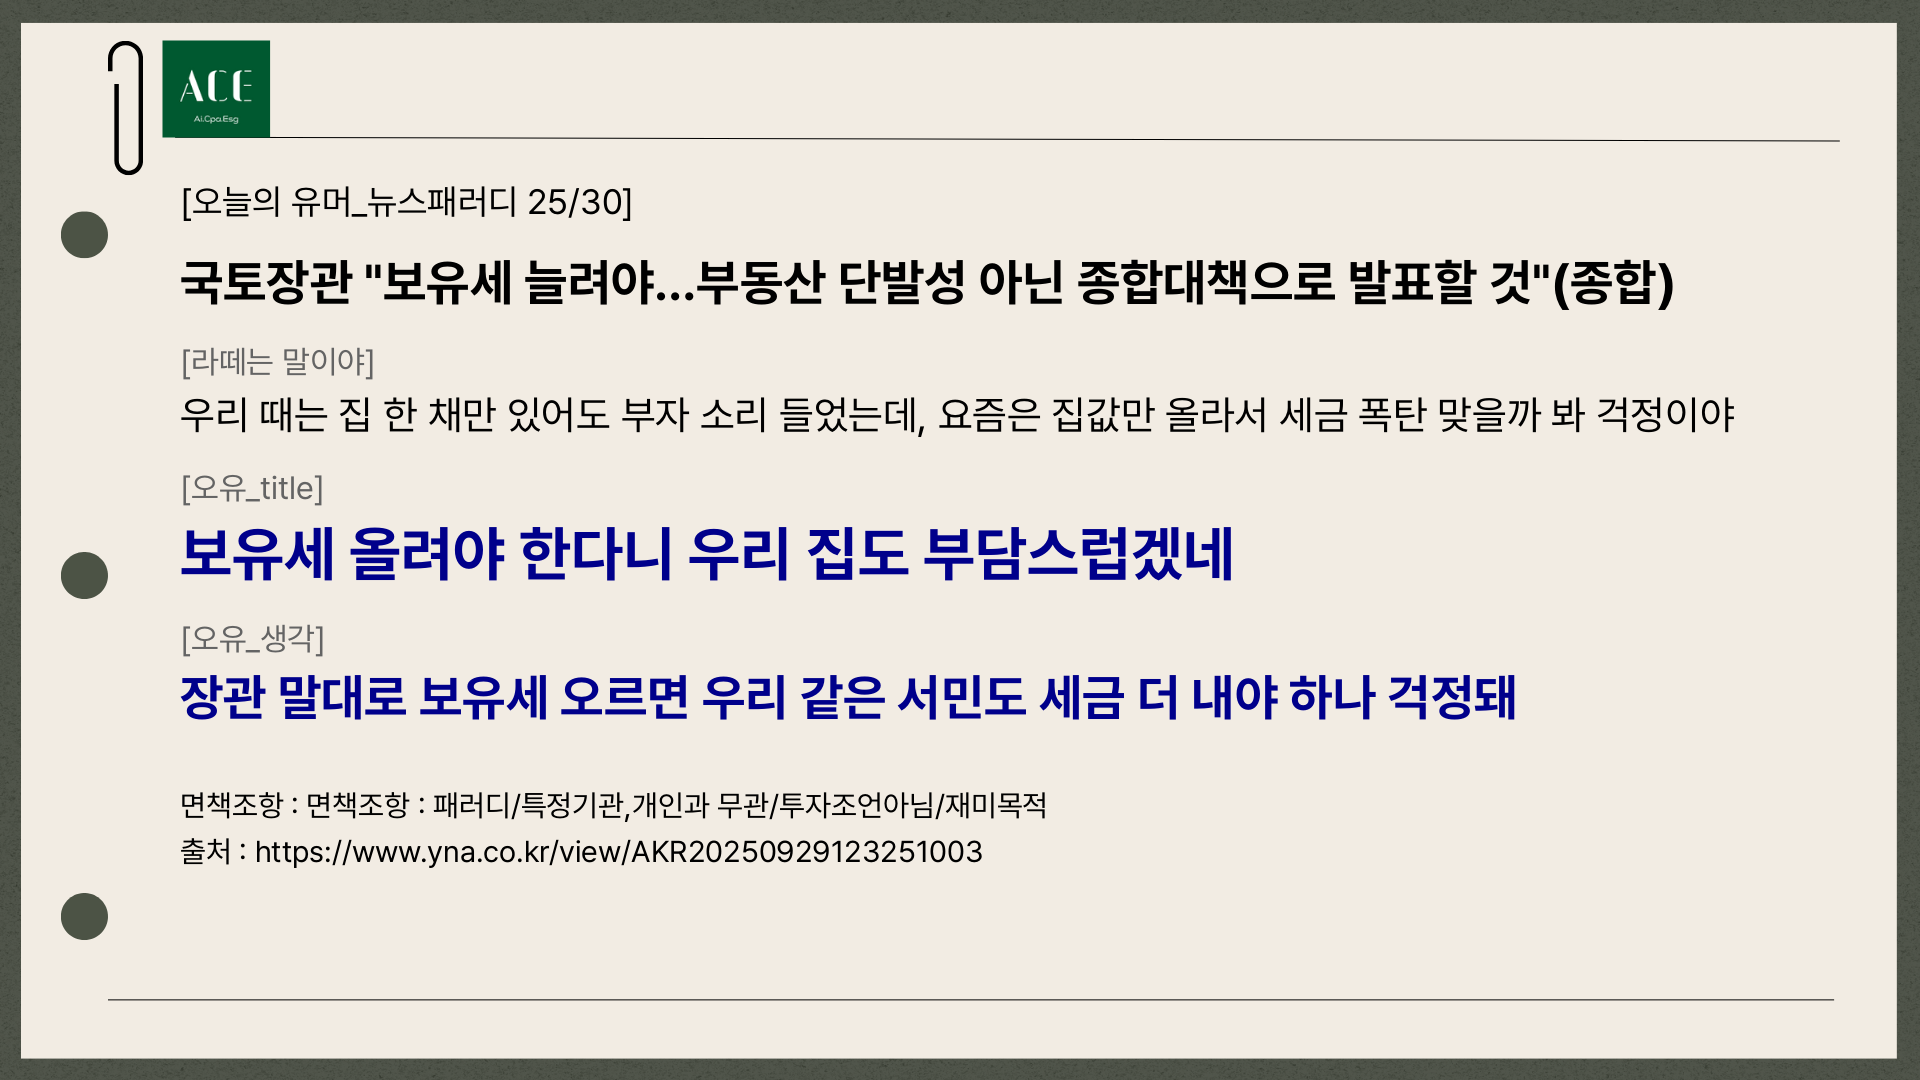 ACE
Ai.Cpa.Esg
[오늘의 유머_뉴스패러디 25/30]
국토장관 "보유세 늘려야...부동산 단발성 아닌 종합대책으로 발표할 것"(종합)
[라떼는 말이야]
우리 때는 집 한 채만 있어도 부자 소리 들었는데, 요즘은 집값만 올라서 세금 폭탄 맞을까 봐 걱정이야
[오유_title]
보유세 올려야 한다니 우리 집도 부담스럽겠네
[오유_생각]
장관 말대로 보유세 오르면 우리 같은 서민도 세금 더 내야 하나 걱정돼
면책조항 : 면책조항 : 패러디/특정기관,개인과 무관/투자조언아님/재미목적
출처 : https://www.yna.co.kr/view/AKR20250929123251003